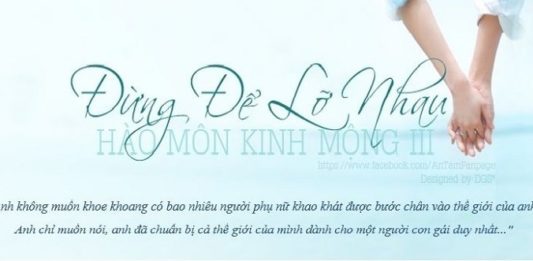 Đừng Để Lỡ Nhau
HÀO MÔN KINH MỘNG III
https://www.facebook.com/AnTamFanpage
Designed by DGS*
nh không muốn khoe khoang có bao nhiêu người phụ nữ khao khát được bước chân vào thế giới của anh
Anh chỉ muốn nói, anh đã chuẩn bị cả thế giới của mình dành cho một người con gái duy nhất..."